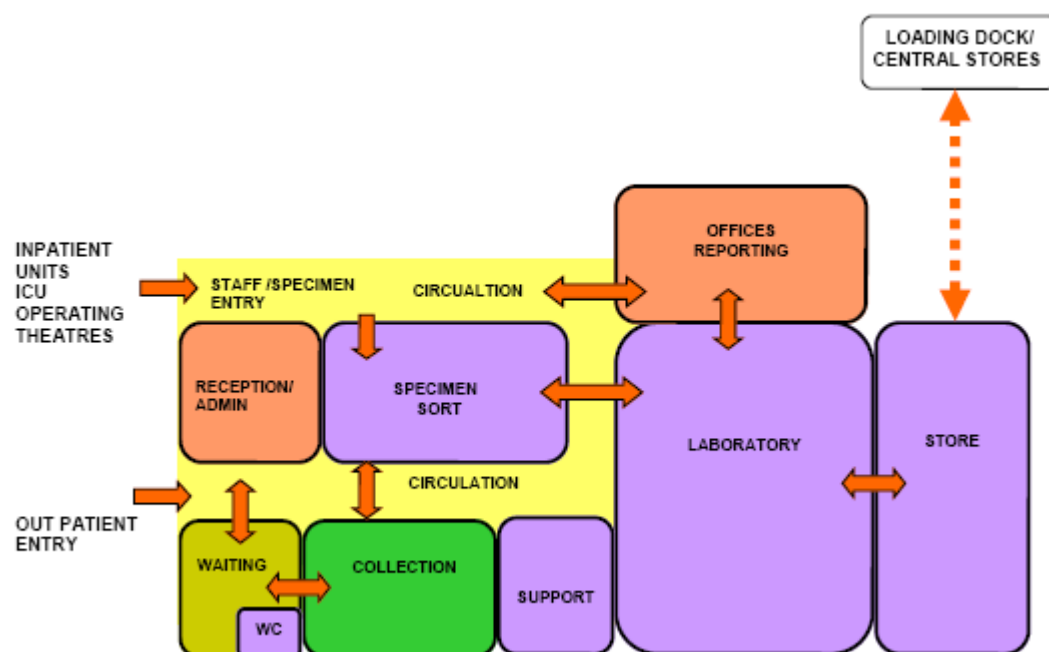 LOADING DOCK/
CENTRAL STORES
OFFICES
REPORTING
INPATIENT
UNITS
ICU
OPERATING
THEATRES
STAFF /SPECIMEN
ENTRY
CIRCUALTION
RECEPTION/
ADMIN
SPECIMEN
SORT
LABORATORY
STORE
CIRCULATION
OUT PATIENT
ENTRY
WAITING
COLLECTION
SUPPORT
WC